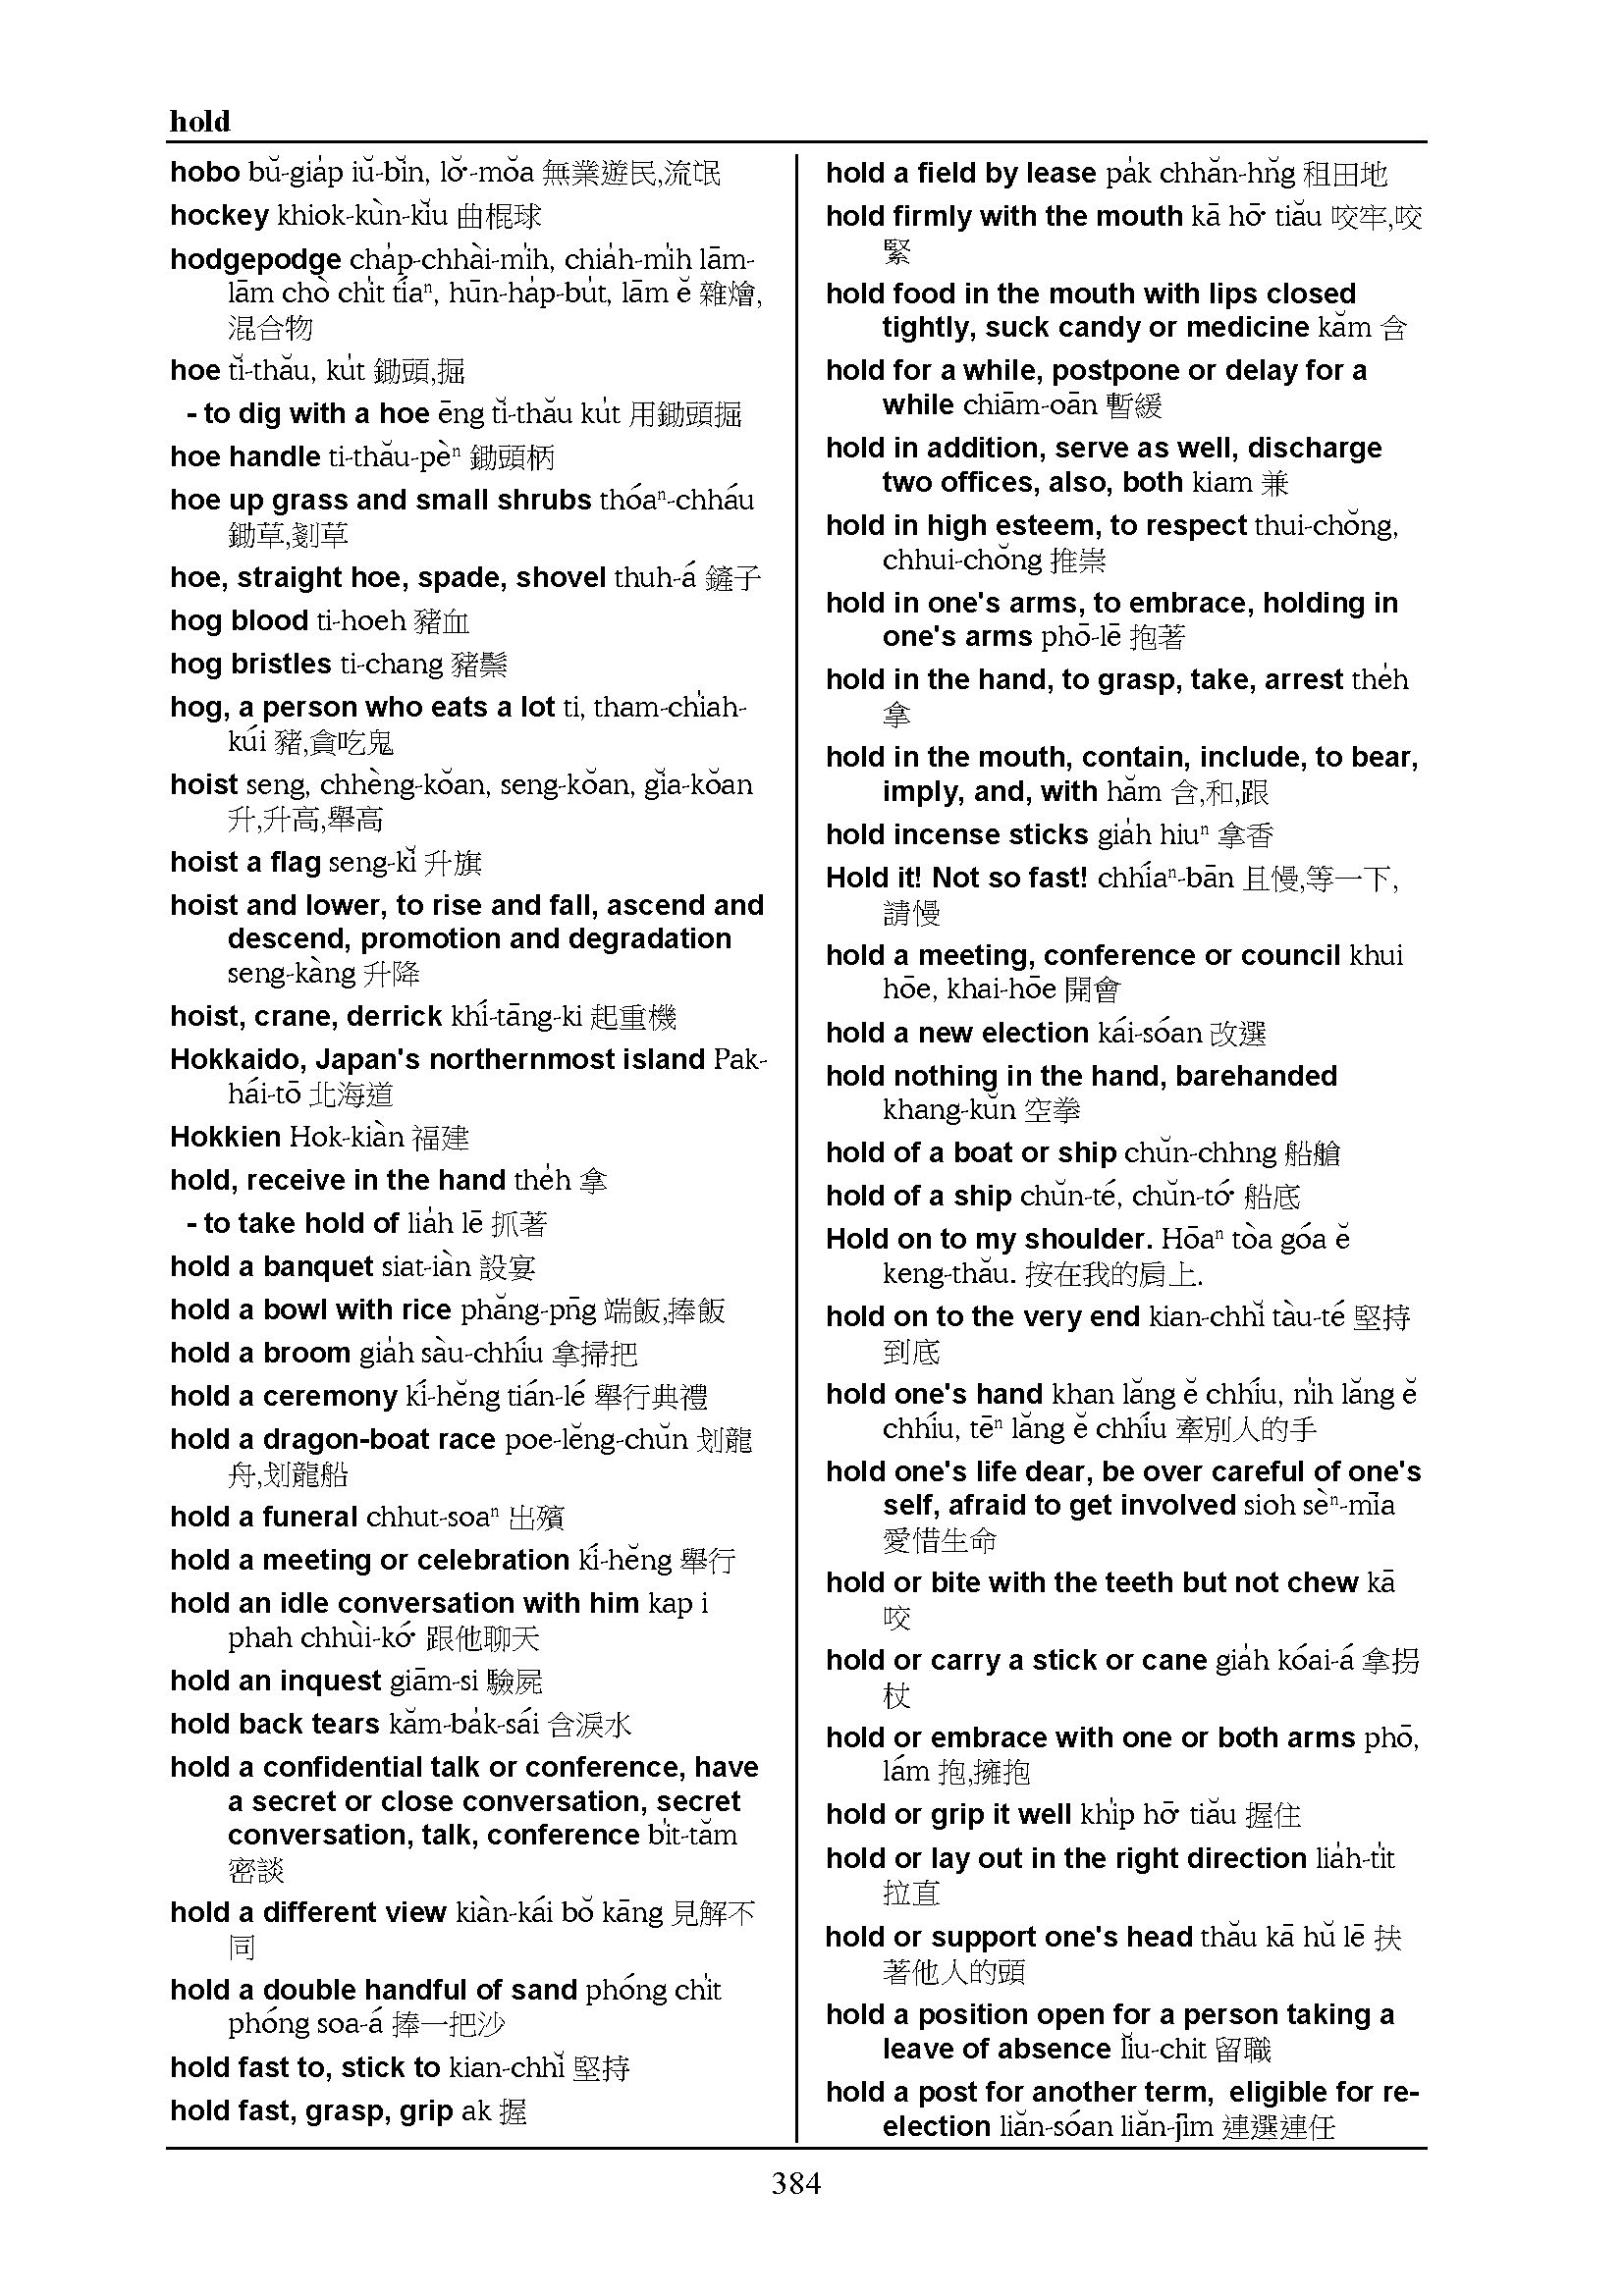 hold
hobo bŭ-gia̍p iŭ-bĭn, lŏ͘-mŏa 無業遊民,流氓
hockey khiok-kùn-kĭu 曲棍球
hodgepodge cha̍p-chhài-mi̍h, chia̍h-mi̍h lām-
lām chò chi̍t tíaⁿ, hūn-ha̍p-bu̍t, lām ĕ 雜燴,
混合物
hoe tĭ-thău, ku̍t 鋤頭,掘
- to dig with a hoe ēng tĭ-thău ku̍t 用鋤頭掘
hoe handle ti-thău-pèⁿ 鋤頭柄
hoe up grass and small shrubs thóaⁿ-chháu
鋤草,剗草
hoe, straight hoe, spade, shovel thuh-á 鏟子
hog blood ti-hoeh 豬血
hog bristles ti-chang 豬鬃
hog, a person who eats a lot ti, tham-chi̍ah-
kúi 豬,貪吃鬼
hoist seng, chhèng-kŏan, seng-kŏan, gĭa-kŏan
升,升高,舉高
hoist a flag seng-kĭ 升旗
hoist and lower, to rise and fall, ascend and
descend, promotion and degradation
seng-kàng 升降
hoist, crane, derrick khí-tāng-ki 起重機
Hokkaido, Japan's northernmost island Pak-
hái-tō 北海道
Hokkien Hok-kiàn 福建
hold, receive in the hand the̍h 拿
- to take hold of lia̍h lē 抓著
hold a banquet siat-iàn 設宴
hold a bowl with rice phăng-pn̄g 端飯,捧飯
hold a broom gia̍h sàu-chhíu 拿掃把
hold a ceremony kí-hĕng tián-lé 舉行典禮
hold a dragon-boat race poe-lĕng-chŭn 划龍
舟,划龍船
hold a funeral chhut-soaⁿ 出殯
hold a meeting or celebration kí-hĕng 舉行
hold an idle conversation with him kap i
phah chhùi-kó͘ 跟他聊天
hold an inquest giām-si 驗屍
hold back tears kăm-ba̍k-sái 含淚水
hold a confidential talk or conference, have
a secret or close conversation, secret
conversation, talk, conference bi̍t-tăm
密談
hold a different view kiàn-kái bŏ kāng 見解不
同
hold a double handful of sand phóng chi̍t
phóng soa-á 捧一把沙
hold fast to, stick to kian-chhĭ 堅持
hold fast, grasp, grip ak 握
hold a field by lease pa̍k chhăn-hn̆g 租田地
hold firmly with the mouth kā hō͘ tiău 咬牢,咬
緊
hold food in the mouth with lips closed
tightly, suck candy or medicine kăm 含
hold for a while, postpone or delay for a
while chiām-oān 暫緩
hold in addition, serve as well, discharge
two offices, also, both kiam 兼
hold in high esteem, to respect thui-chŏng,
chhui-chŏng 推崇
hold in one's arms, to embrace, holding in
one's arms phō-lē 抱著
hold in the hand, to grasp, take, arrest the̍h
拿
hold in the mouth, contain, include, to bear,
imply, and, with hăm 含,和,跟
hold incense sticks gia̍h hiuⁿ 拿香
Hold it! Not so fast! chhíaⁿ-bān 且慢,等一下,
請慢
hold a meeting, conference or council khui
hōe, khai-hōe 開會
hold a new election kái-sóan 改選
hold nothing in the hand, barehanded
khang-kŭn 空拳
hold of a boat or ship chŭn-chhng 船艙
hold of a ship chŭn-té, chŭn-tó͘ 船底
Hold on to my shoulder. Hōaⁿ tòa góa ĕ
keng-thău. 按在我的肩上.
hold on to the very end kian-chhĭ tàu-té 堅持
到底
hold one's hand khan lăng ĕ chhíu, ni̍h lăng ĕ
chhíu, tēⁿ lăng ĕ chhíu 牽別人的手
hold one's life dear, be over careful of one's
self, afraid to get involved sioh sèⁿ-mīa
愛惜生命
hold or bite with the teeth but not chew kā
咬
hold or carry a stick or cane gia̍h kóai-á 拿拐
杖
hold or embrace with one or both arms phō,
lám 抱,擁抱
hold or grip it well khi̍p hō͘ tiău 握住
hold or lay out in the right direction lia̍h-ti̍t
拉直
hold or support one's head thău kā hŭ lē 扶
著他人的頭
hold a position open for a person taking a
leave of absence lĭu-chit 留職
hold a post for another term, eligible for re-
election liăn-sóan liăn-jīm 連選連任
384